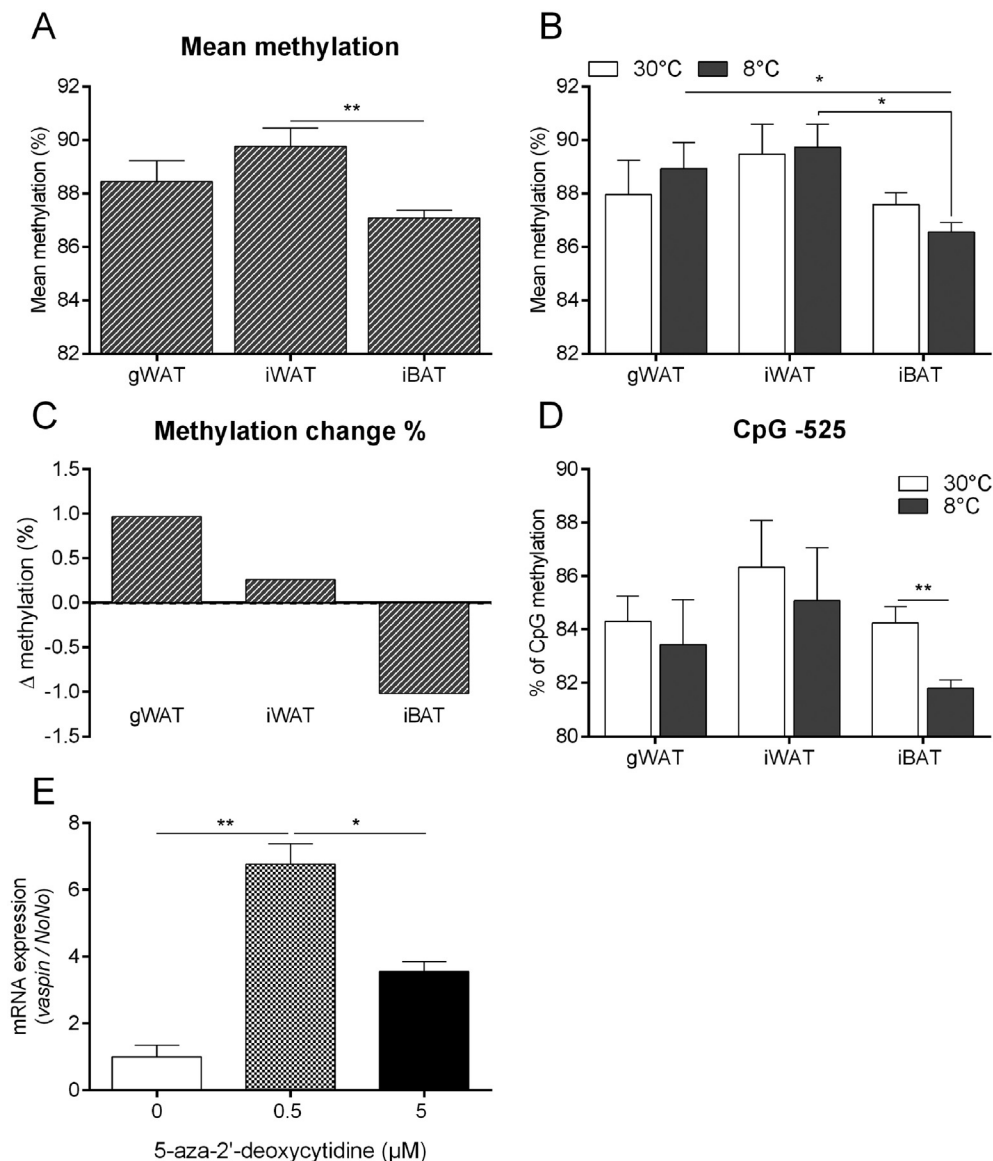 A
Mean methylation
Mean methylation (%)
92
90
88
86
84
82
**
gWAT
iWAT
iBAT
B
30°C
8°C
Mean methylation (%)
92
90
88
86
84
82
*
*
gWAT
iWAT
iBAT
C
Methylation change %
Δ methylation (%)
1.5
1.0
0.5
0.0
-0.5
-1.0
-1.5
gWAT
iWAT
iBAT
D
CpG -525
30°C
8°C
% of CpG methylation
90
88
86
84
82
80
**
gWAT
iWAT
iBAT
E
mRNA expression
(vaspin / NoNo)
8
6
4
2
0
**
*
0
0.5
5
5-aza-2'-deoxycytidine (µM)